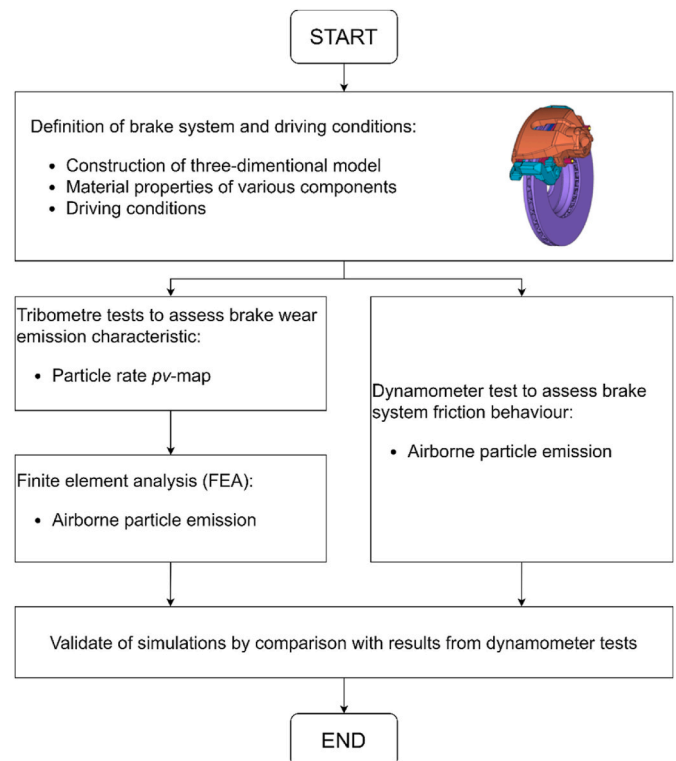 START
Definition of brake system and driving conditions:
• Construction of three-dimentional model
• Material properties of various components
• Driving conditions
Tribometre tests to assess brake wear
emission characteristic:
• Particle rate pv-map
Finite element analysis (FEA):
• Airborne particle emission
Dynamometer test to assess brake
system friction behaviour:
• Airborne particle emission
Validate of simulations by comparison with results from dynamometer tests
END